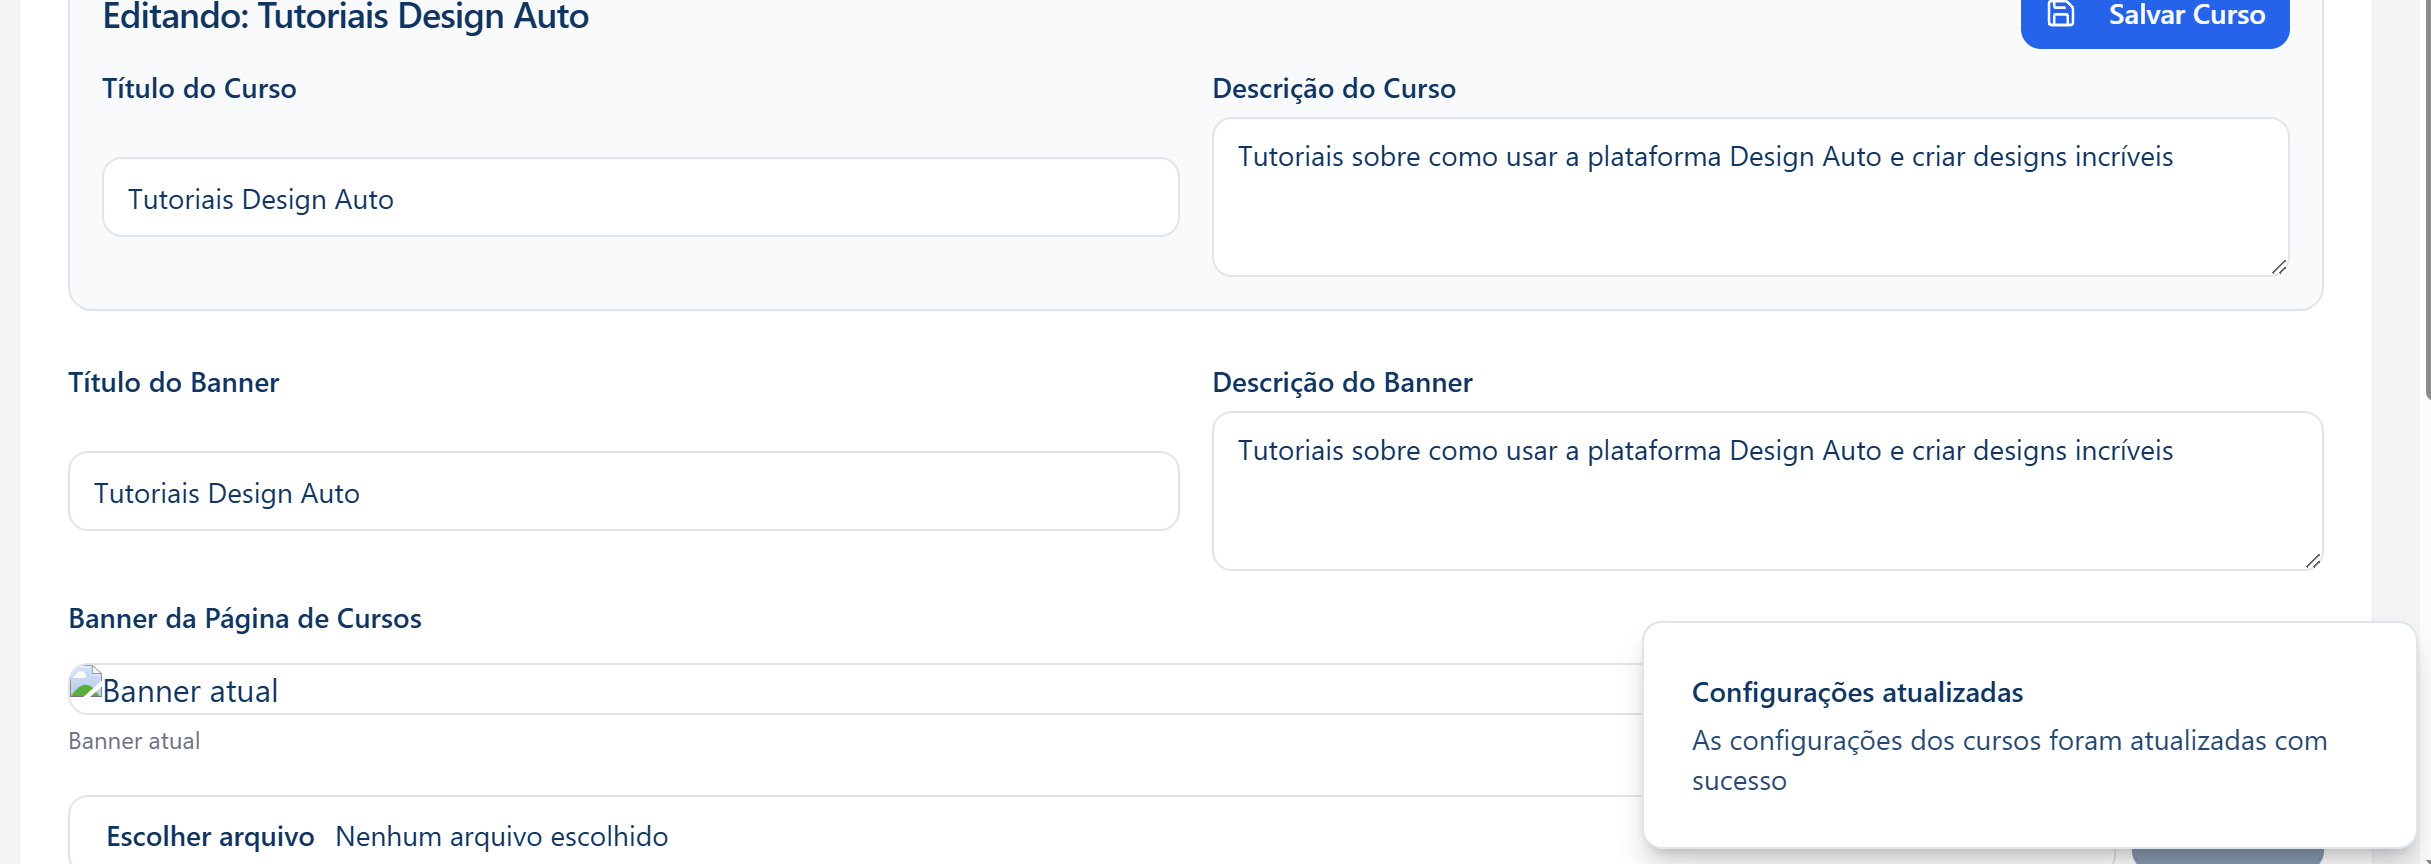 Editando: Tutoriais Design Auto
Salvar Curso
Título do Curso
Descrição do Curso
Tutoriais Design Auto
Tutoriais sobre como usar a plataforma Design Auto e criar designs incríveis
Título do Banner
Descrição do Banner
Tutoriais Design Auto
Tutoriais sobre como usar a plataforma Design Auto e criar designs incríveis
Banner da Página de Cursos
Banner atual
Banner atual
Escolher arquivo Nenhum arquivo escolhido
Configurações atualizadas
As configurações dos cursos foram atualizadas com
sucesso